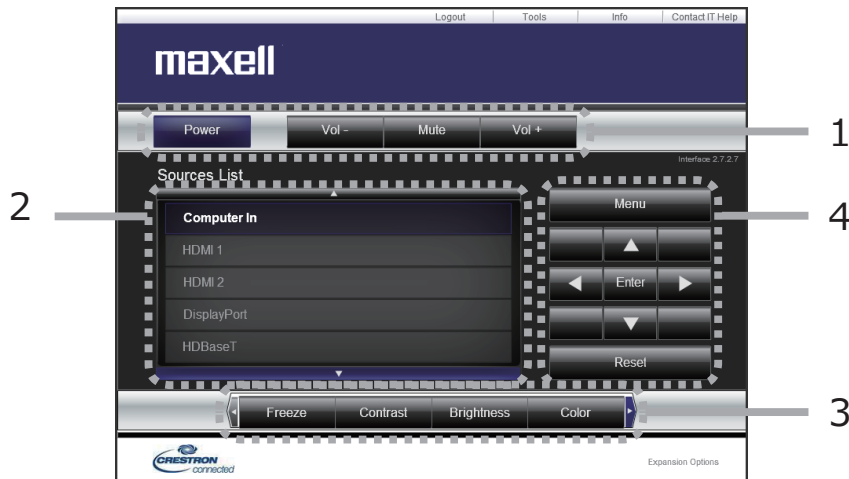 Logout Tools Info Contact IT Help
maxell
Power Vol - Mute Vol + 1
Interface 2.7.2.7
Sources List
2
Computer In
HDMI 1
HDMI 2
DisplayPort
HDBaseT
Menu 4
Enter
Reset
Freeze Contrast Brightness Color 3
CRESTRON
connected
Expansion Options